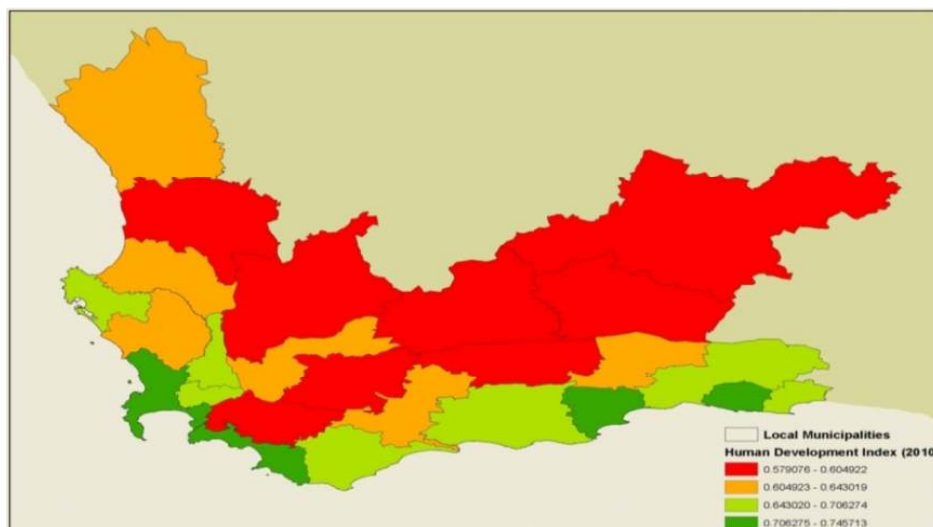 Local Municipalities
Human Development Index (2010
0.579076 - 0.604922
0.604923 - 0.643019
0.643020 - 0.706274
0.706275 - 0.745713